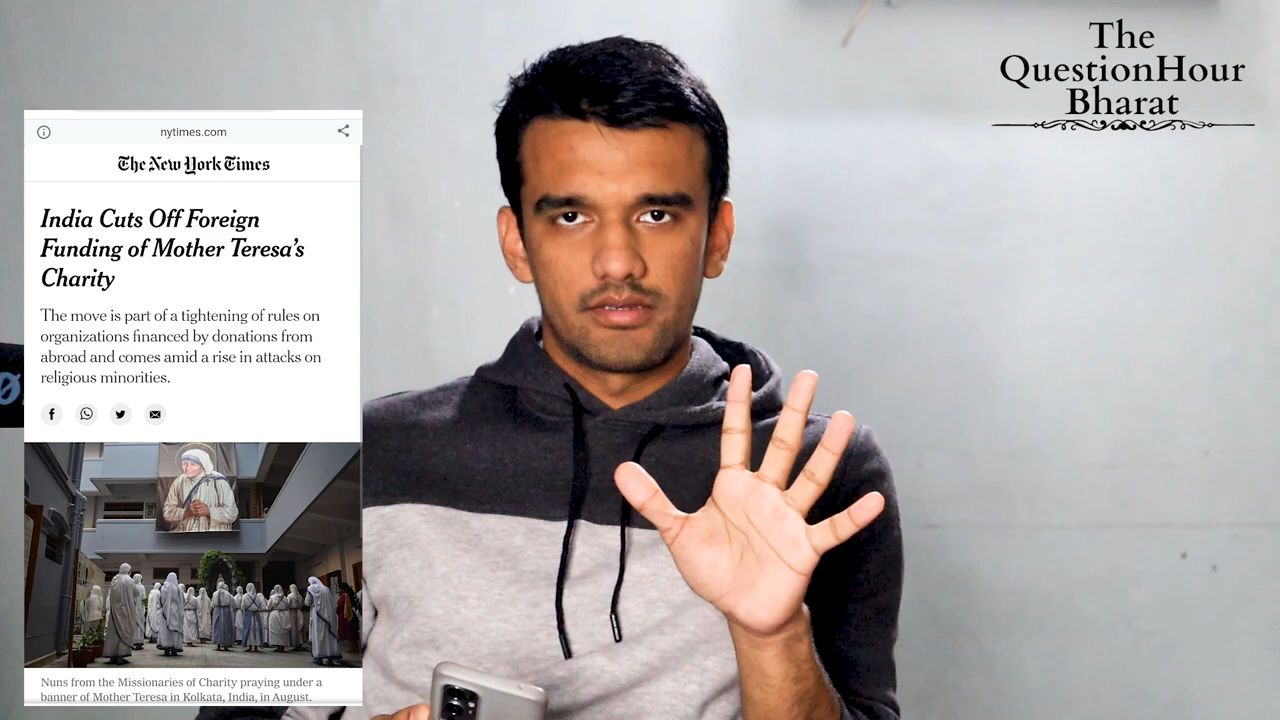 The
QuestionHour
Bharat
nytimes.com
The New York Times
India Cuts Off Foreign
Funding of Mother Teresa's
Charity
The move is part of a tightening of rules on
organizations financed by donations from
abroad and comes amid a rise in attacks on
religious minorities.
Nuns from the Missionaries of Charity praying under a
banner of Mother Teresa in Kolkata, India, in August.